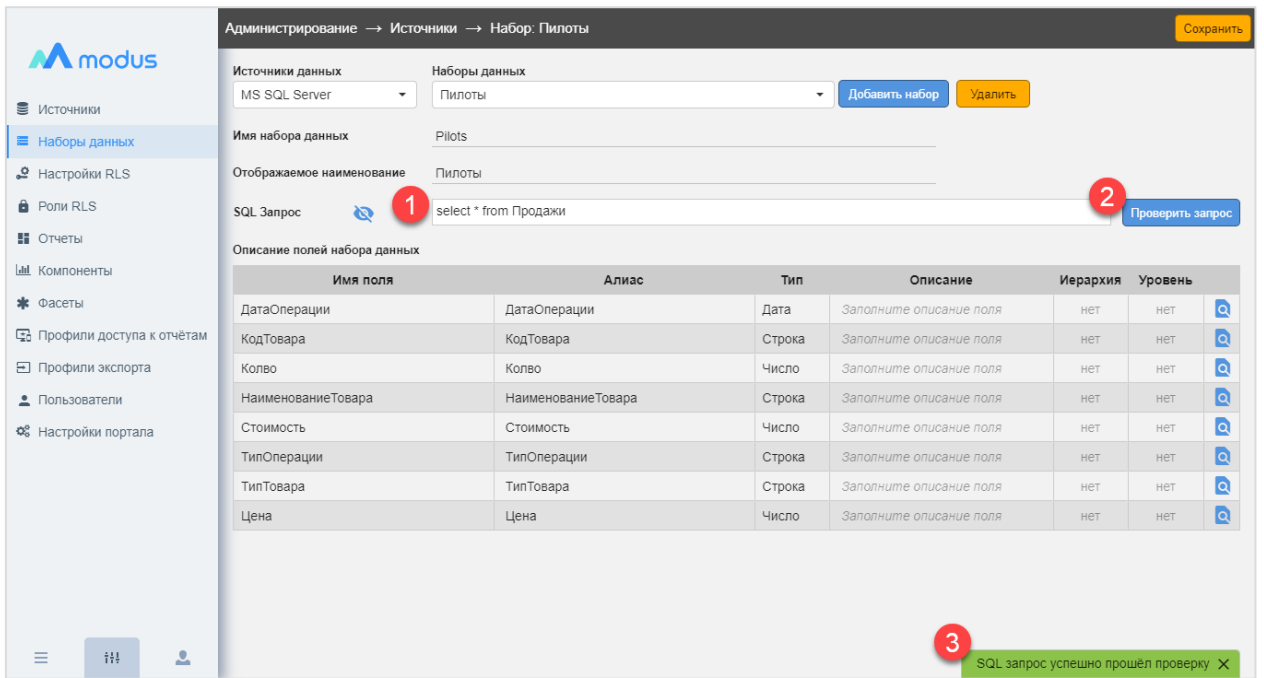 modus
Источники
Наборы данных
Настройки RLS
Роли RLS
Отчеты
Компоненты
Фасеты
Профили доступа к отчётам
Профили экспорта
Пользователи
Настройки портала
Администрирование → Источники → Набор: Пилоты Сохранить
Источники данных Наборы данных
MS SQL Server Пилоты Добавить набор Удалить
Имя набора данных Pilots
Отображаемое наименование Пилоты
SQL Запрос 1 select * from Продажи 2 Проверить запрос
Описание полей набора данных
Имя поля Алиас Тип Описание Иерархия Уровень
ДатаОперации ДатаОперации Дата Заполните описание поля нет нет
КодТовара КодТовара Строка Заполните описание поля нет нет
Колво Колво Число Заполните описание поля нет нет
НаименованиеТовара НаименованиеТовара Строка Заполните описание поля нет нет
Стоимость Стоимость Число Заполните описание поля нет нет
ТипОперации ТипОперации Строка Заполните описание поля нет нет
ТипТовара ТипТовара Строка Заполните описание поля нет нет
Цена Цена Число Заполните описание поля нет нет
3 SQL запрос успешно прошёл проверку X